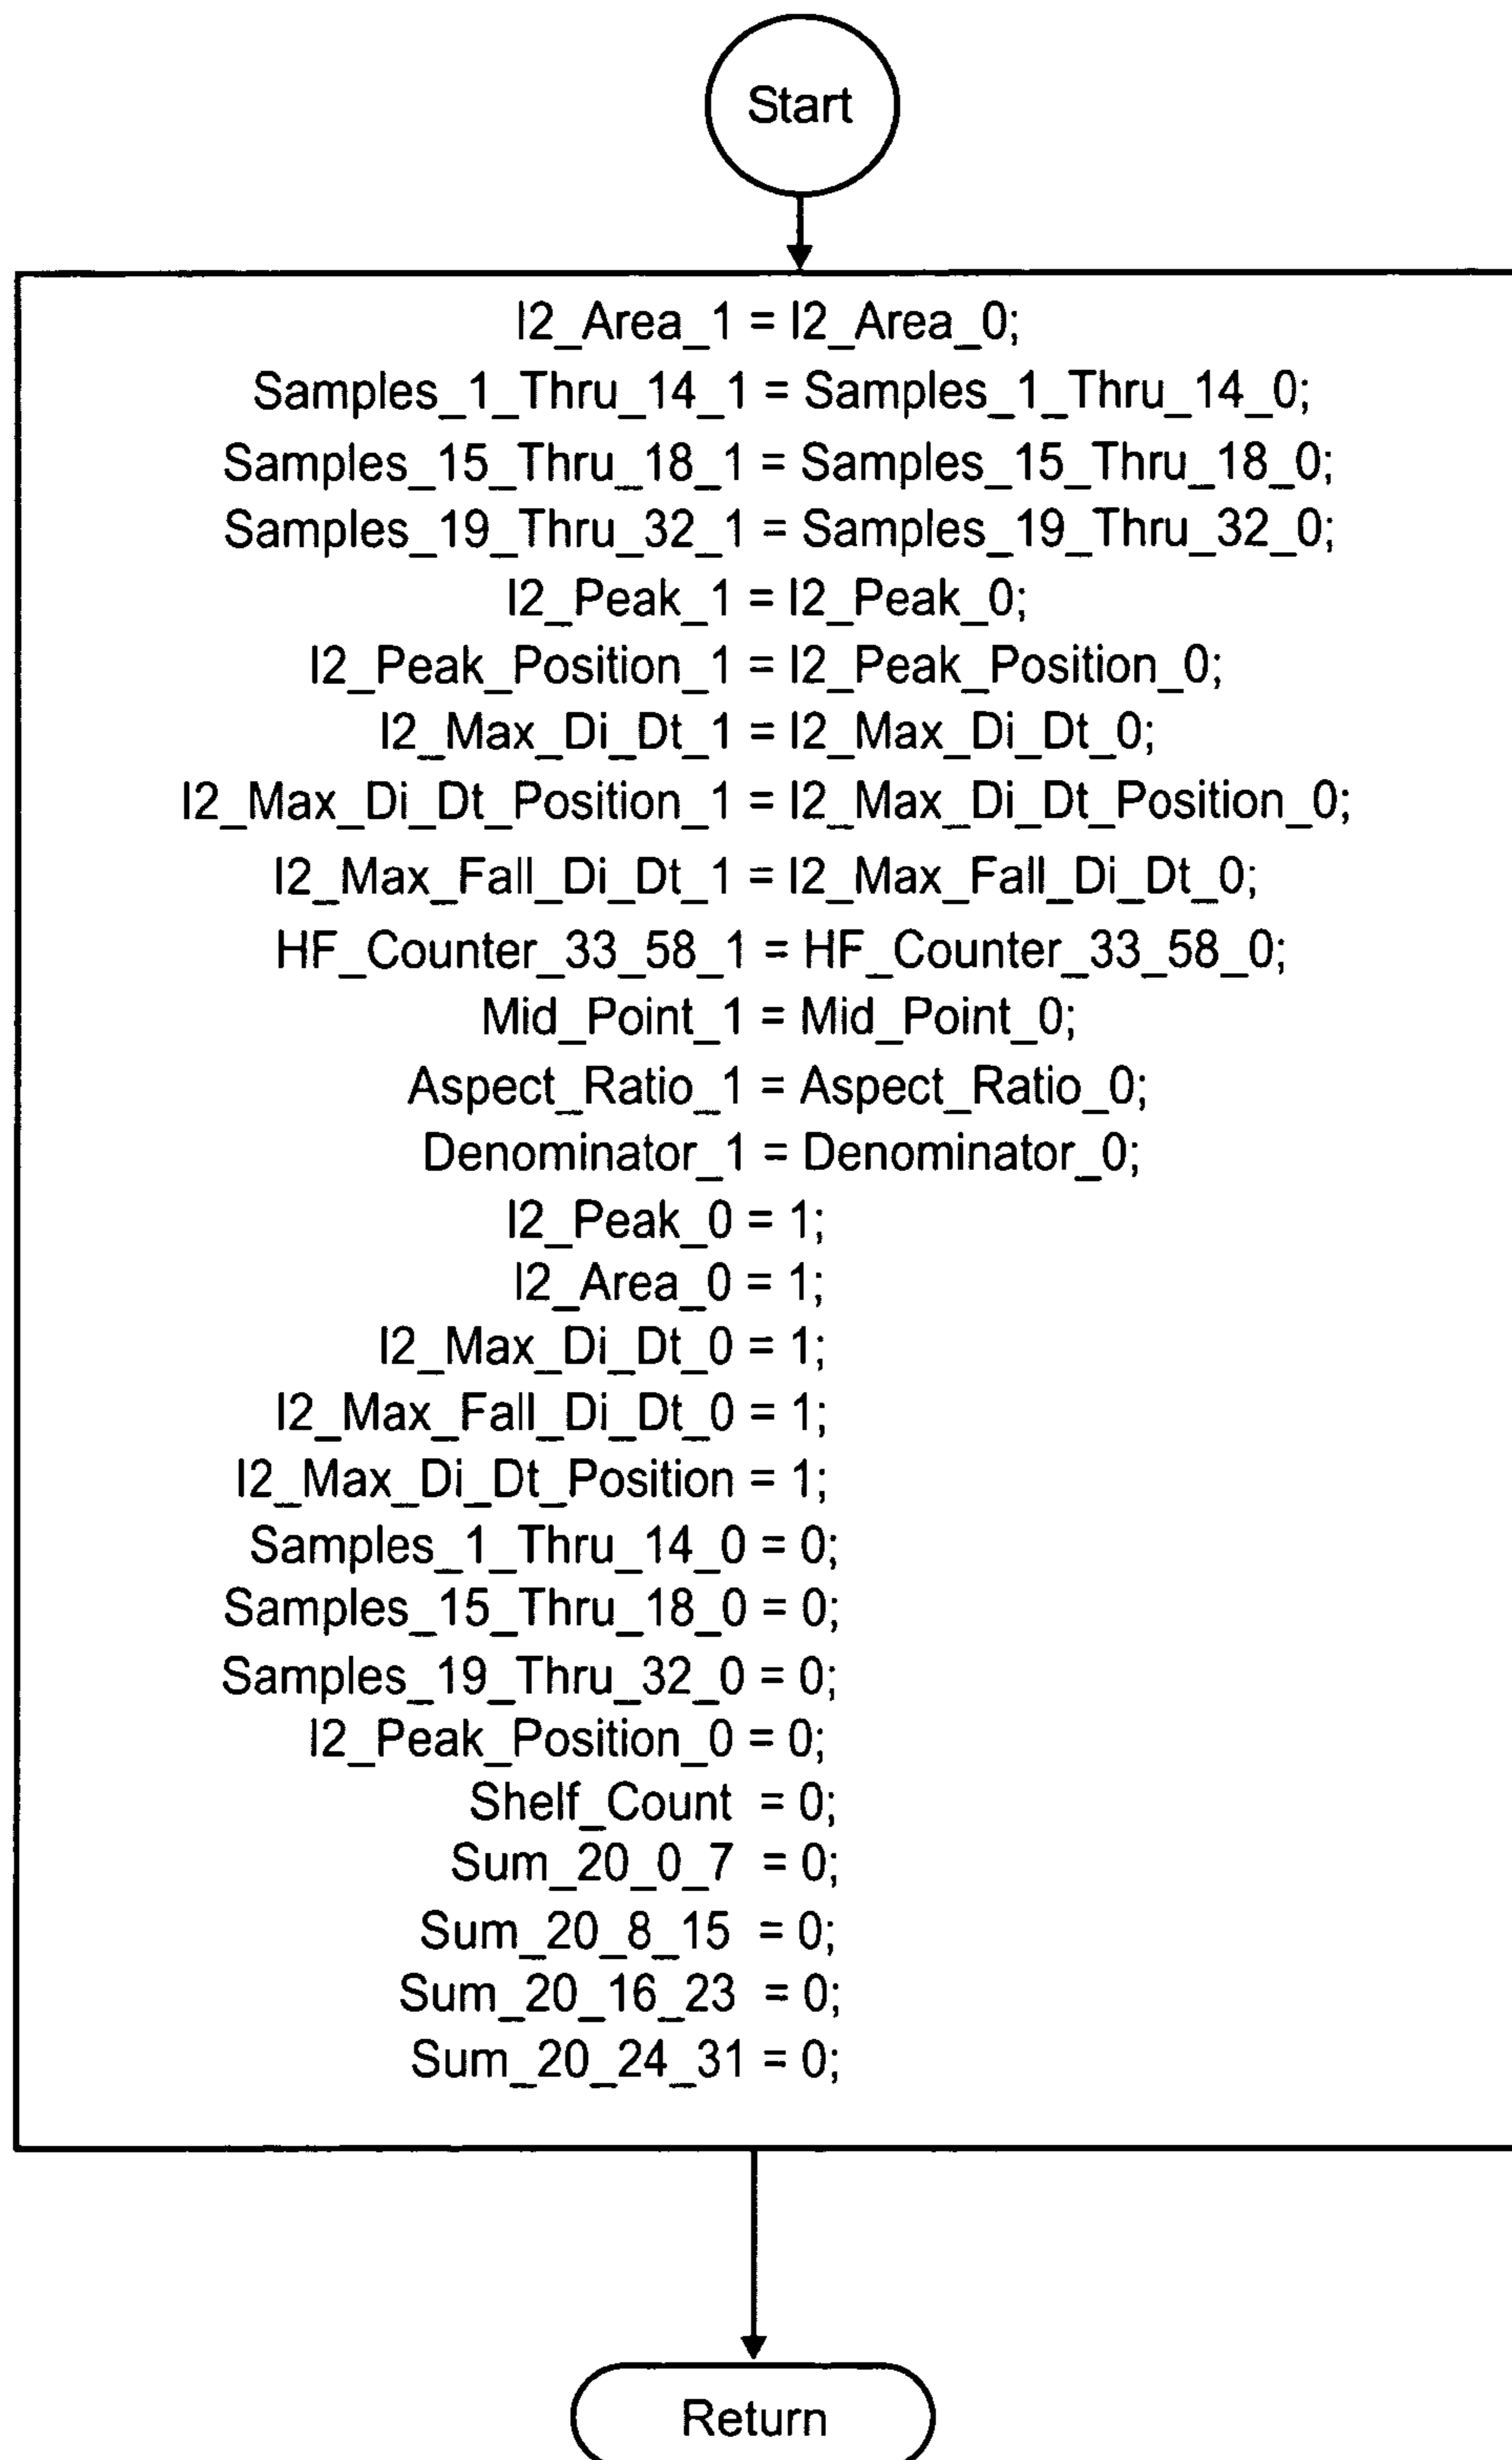 Start
I2_Area_1 = I2_Area_0;
Samples_1_Thru_14_1 = Samples_1_Thru_14_0;
Samples_15_Thru_18_1 = Samples_15_Thru_18_0;
Samples_19_Thru_32_1 = Samples_19_Thru_32_0;
I2_Peak_1 = I2_Peak_0;
I2_Peak_Position_1 = I2_Peak_Position_0;
I2_Max_Di_Dt_1 = I2_Max_Di_Dt_0;
I2_Max_Di_Dt_Position_1 = I2_Max_Di_Dt_Position_0;
I2_Max_Fall_Di_Dt_1 = I2_Max_Fall_Di_Dt_0;
HF_Counter_33_58_1 = HF_Counter_33_58_0;
Mid_Point_1 = Mid_Point_0;
Aspect_Ratio_1 = Aspect_Ratio_0;
Denominator_1 = Denominator_0;
I2_Peak_0 = 1;
I2_Area_0 = 1;
I2_Max_Di_Dt_0 = 1;
I2_Max_Fall_Di_Dt_0 = 1;
I2_Max_Di_Dt_Position = 1;
Samples_1_Thru_14_0 = 0;
Samples_15_Thru_18_0 = 0;
Samples_19_Thru_32_0 = 0;
I2_Peak_Position_0 = 0;
Shelf_Count = 0;
Sum_20_0_7 = 0;
Sum_20_8_15 = 0;
Sum_20_16_23 = 0;
Sum_20_24_31 = 0;
Return